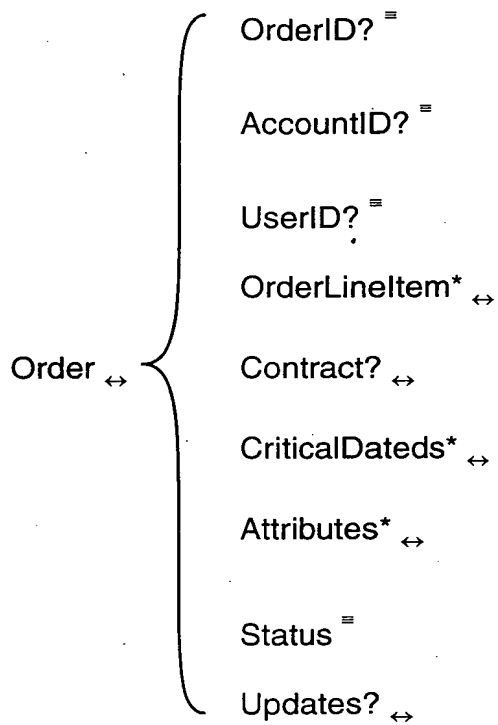 OrderID? ≡
AccountID? ≡
UserID? ≡
OrderLineItem* ↔
Order ↔
Contract? ↔
CriticalDateds* ↔
Attributes* ↔
Status ≡
Updates? ↔